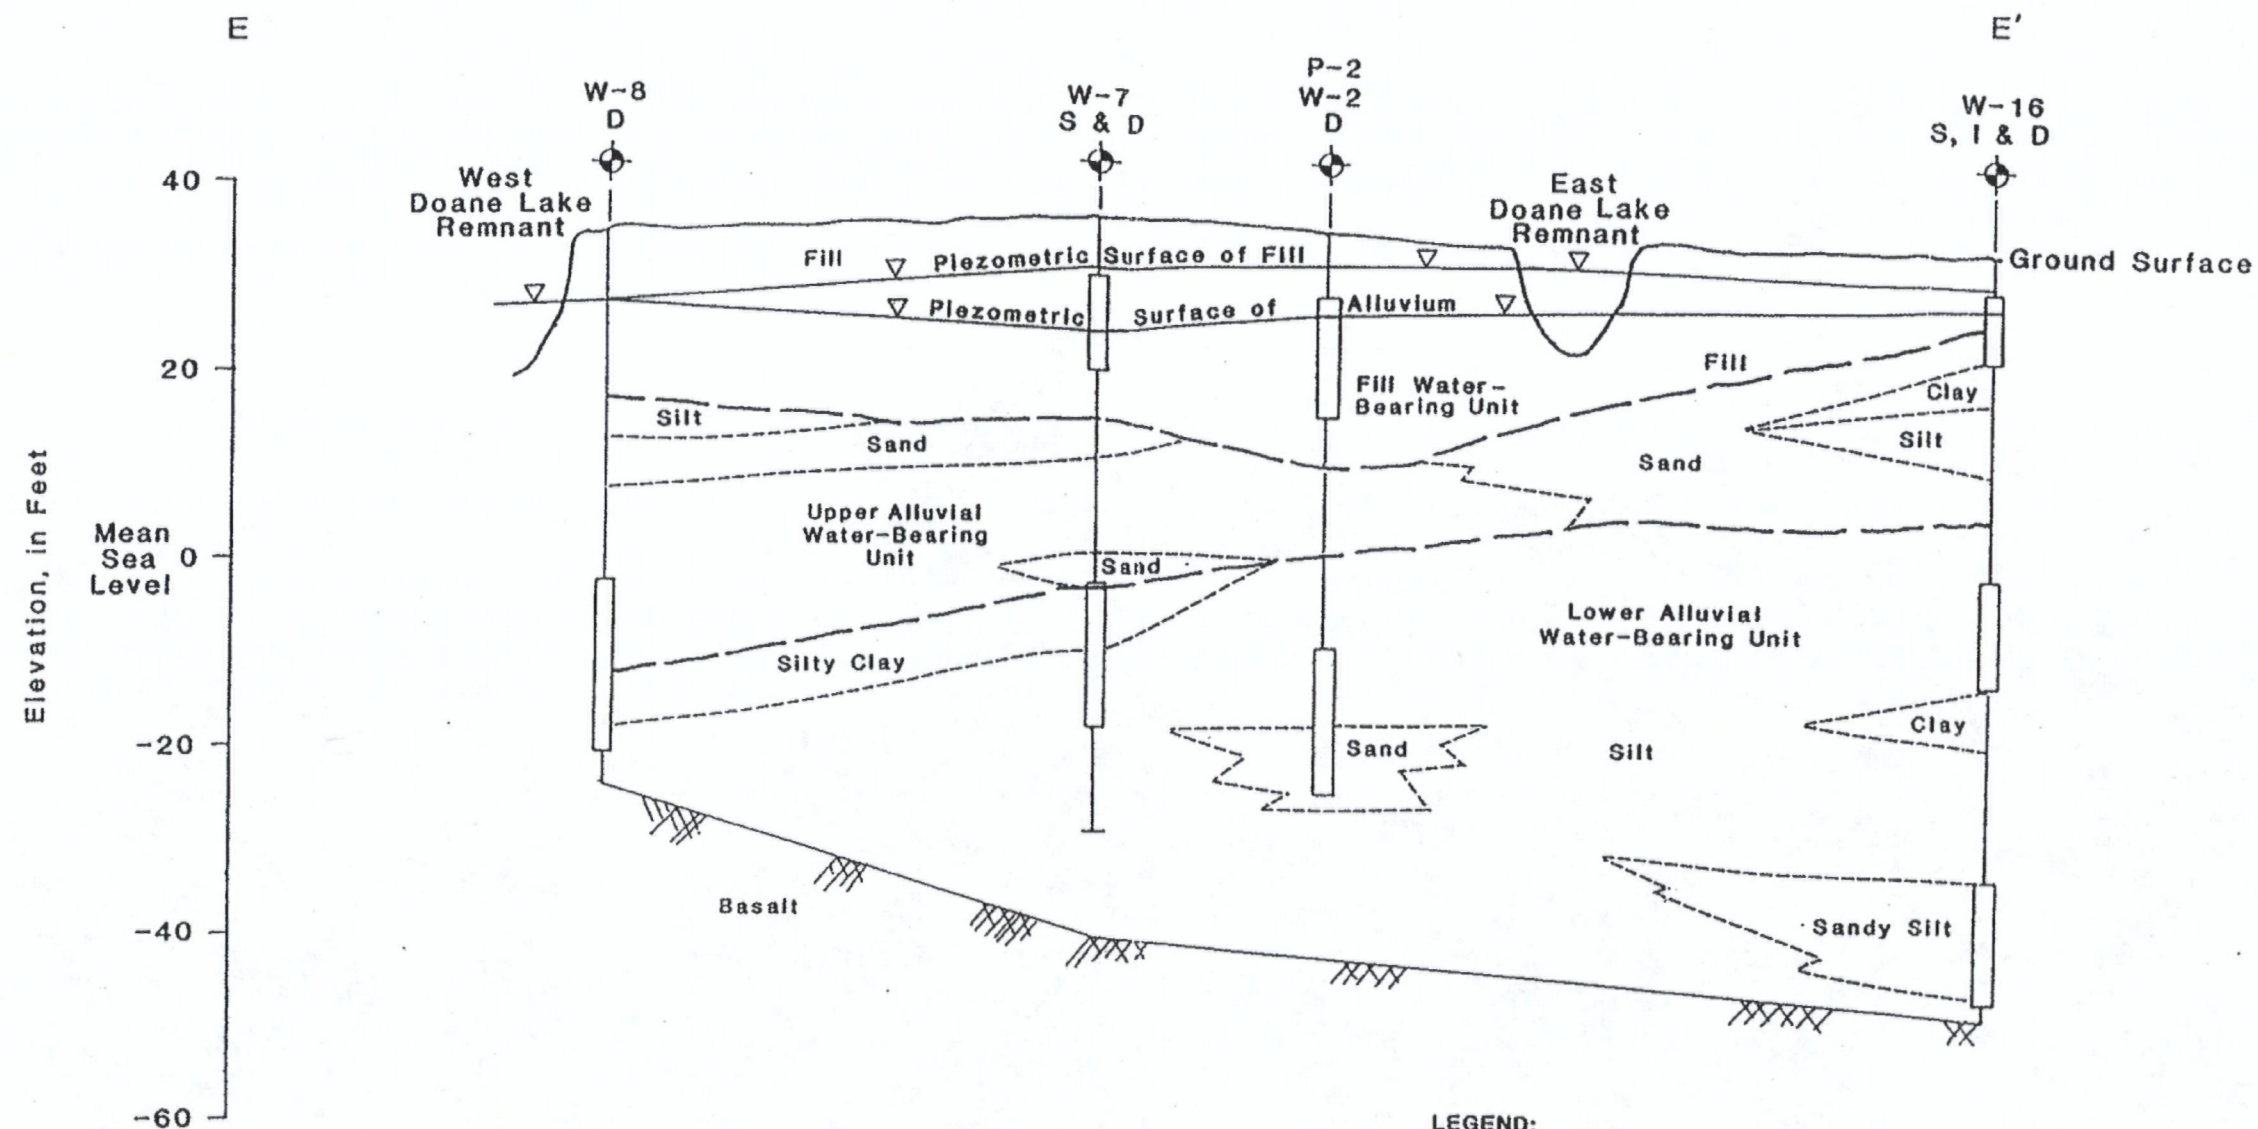 E
E'
P-2
W-8
D
W-7
S & D
W-2
D
W-16
S, I & D
40
West
Doane Lake
Remnant
East
Doane Lake
Remnant
Fill
Piezometric Surface of Fill
Ground Surface
Piezometric Surface of Alluvium
20
Fill
Fill Water-
Bearing Unit
Clay
Silt
Sand
Silt
Sand
Elevation, in Feet
Mean
Sea
Level
0
Upper Alluvial
Water-Bearing
Unit
Sand
Lower Alluvial
Water-Bearing Unit
Silty Clay
-20
Sand
Silt
Clay
Basalt
-40
Sandy Silt
-60
LEGEND: